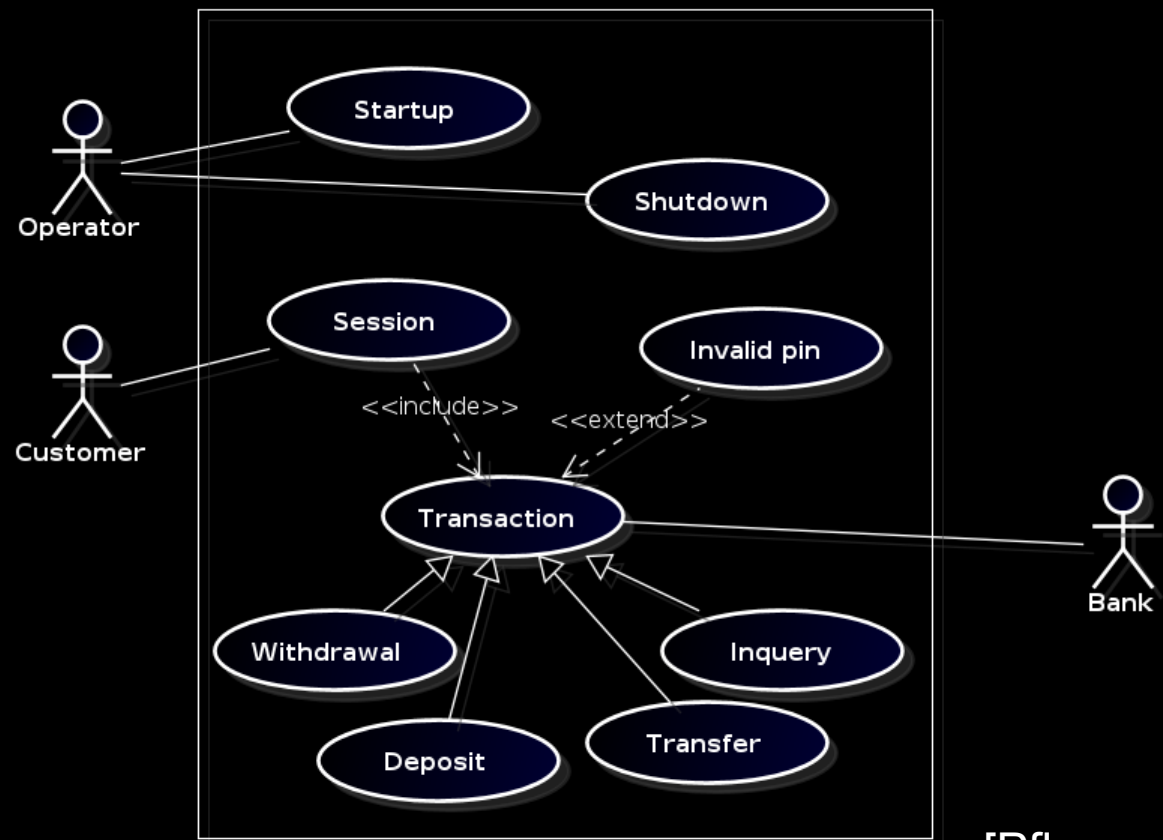 Startup
Operator
Shutdown
Session
Invalid pin
Customer
<<include>>
<<extend>>
Transaction
Bank
Withdrawal
Inquery
Deposit
Transfer